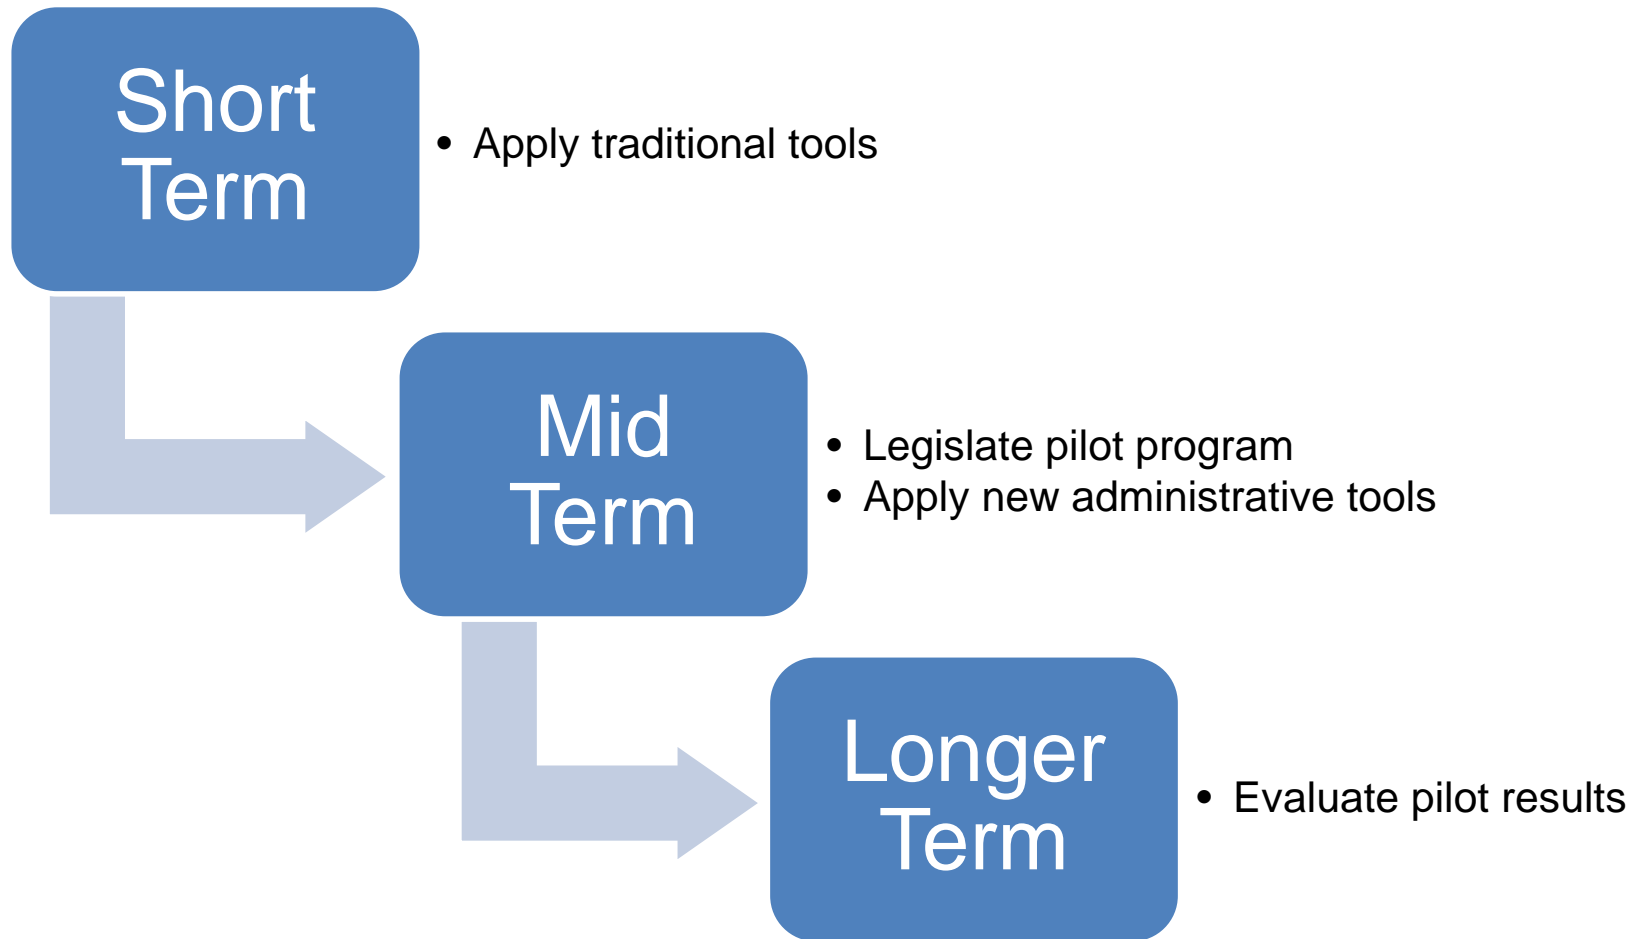 Short
Term
• Apply traditional tools
Mid
Term
• Legislate pilot program
• Apply new administrative tools
Longer
Term
• Evaluate pilot results